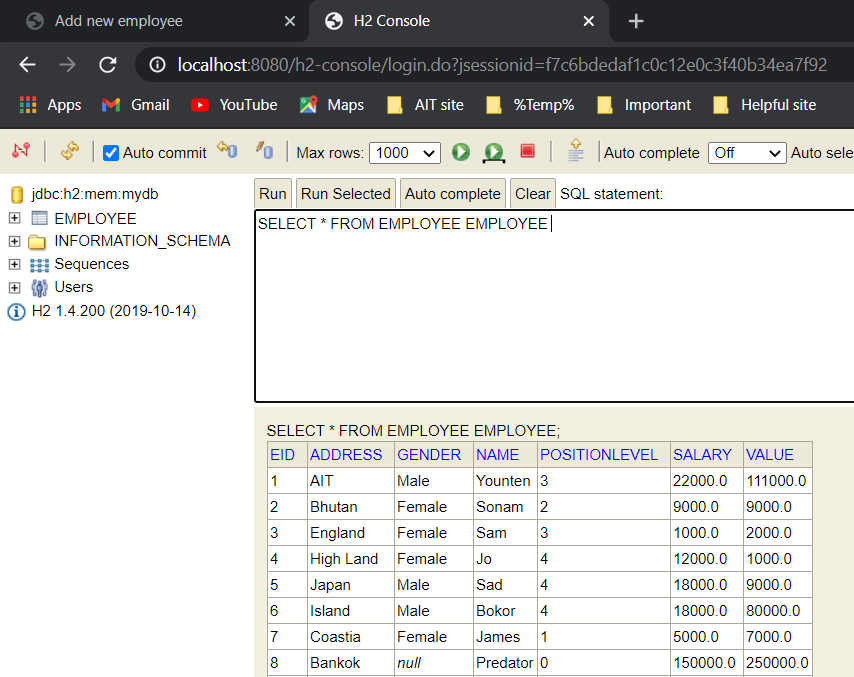 Add new employee
H2 Console
localhost:8080/h2-console/login.do?jsessionid=f7c6bdedaf1c0c12e0c3f40b34ea7f92
Apps Gmail YouTube Maps AIT site %Temp% Important Helpful site
Auto commit Max rows: 1000 Auto complete Off Auto sele
jdbc:h2:mem:mydb
EMPLOYEE
INFORMATION_SCHEMA
Sequences
Users
H2 1.4.200 (2019-10-14)
Run Run Selected Auto complete Clear SQL statement:
SELECT * FROM EMPLOYEE EMPLOYEE
SELECT * FROM EMPLOYEE EMPLOYEE;
EID ADDRESS GENDER NAME POSITIONLEVEL SALARY VALUE
1 AIT Male Younten 3 22000.0 111000.0
2 Bhutan Female Sonam 2 9000.0 9000.0
3 England Female Sam 3 1000.0 2000.0
4 High Land Female Jo 4 12000.0 1000.0
5 Japan Male Sad 4 18000.0 9000.0
6 Island Male Bokor 4 18000.0 80000.0
7 Coastia Female James 1 5000.0 7000.0
8 Bankok null Predator 0 150000.0 250000.0